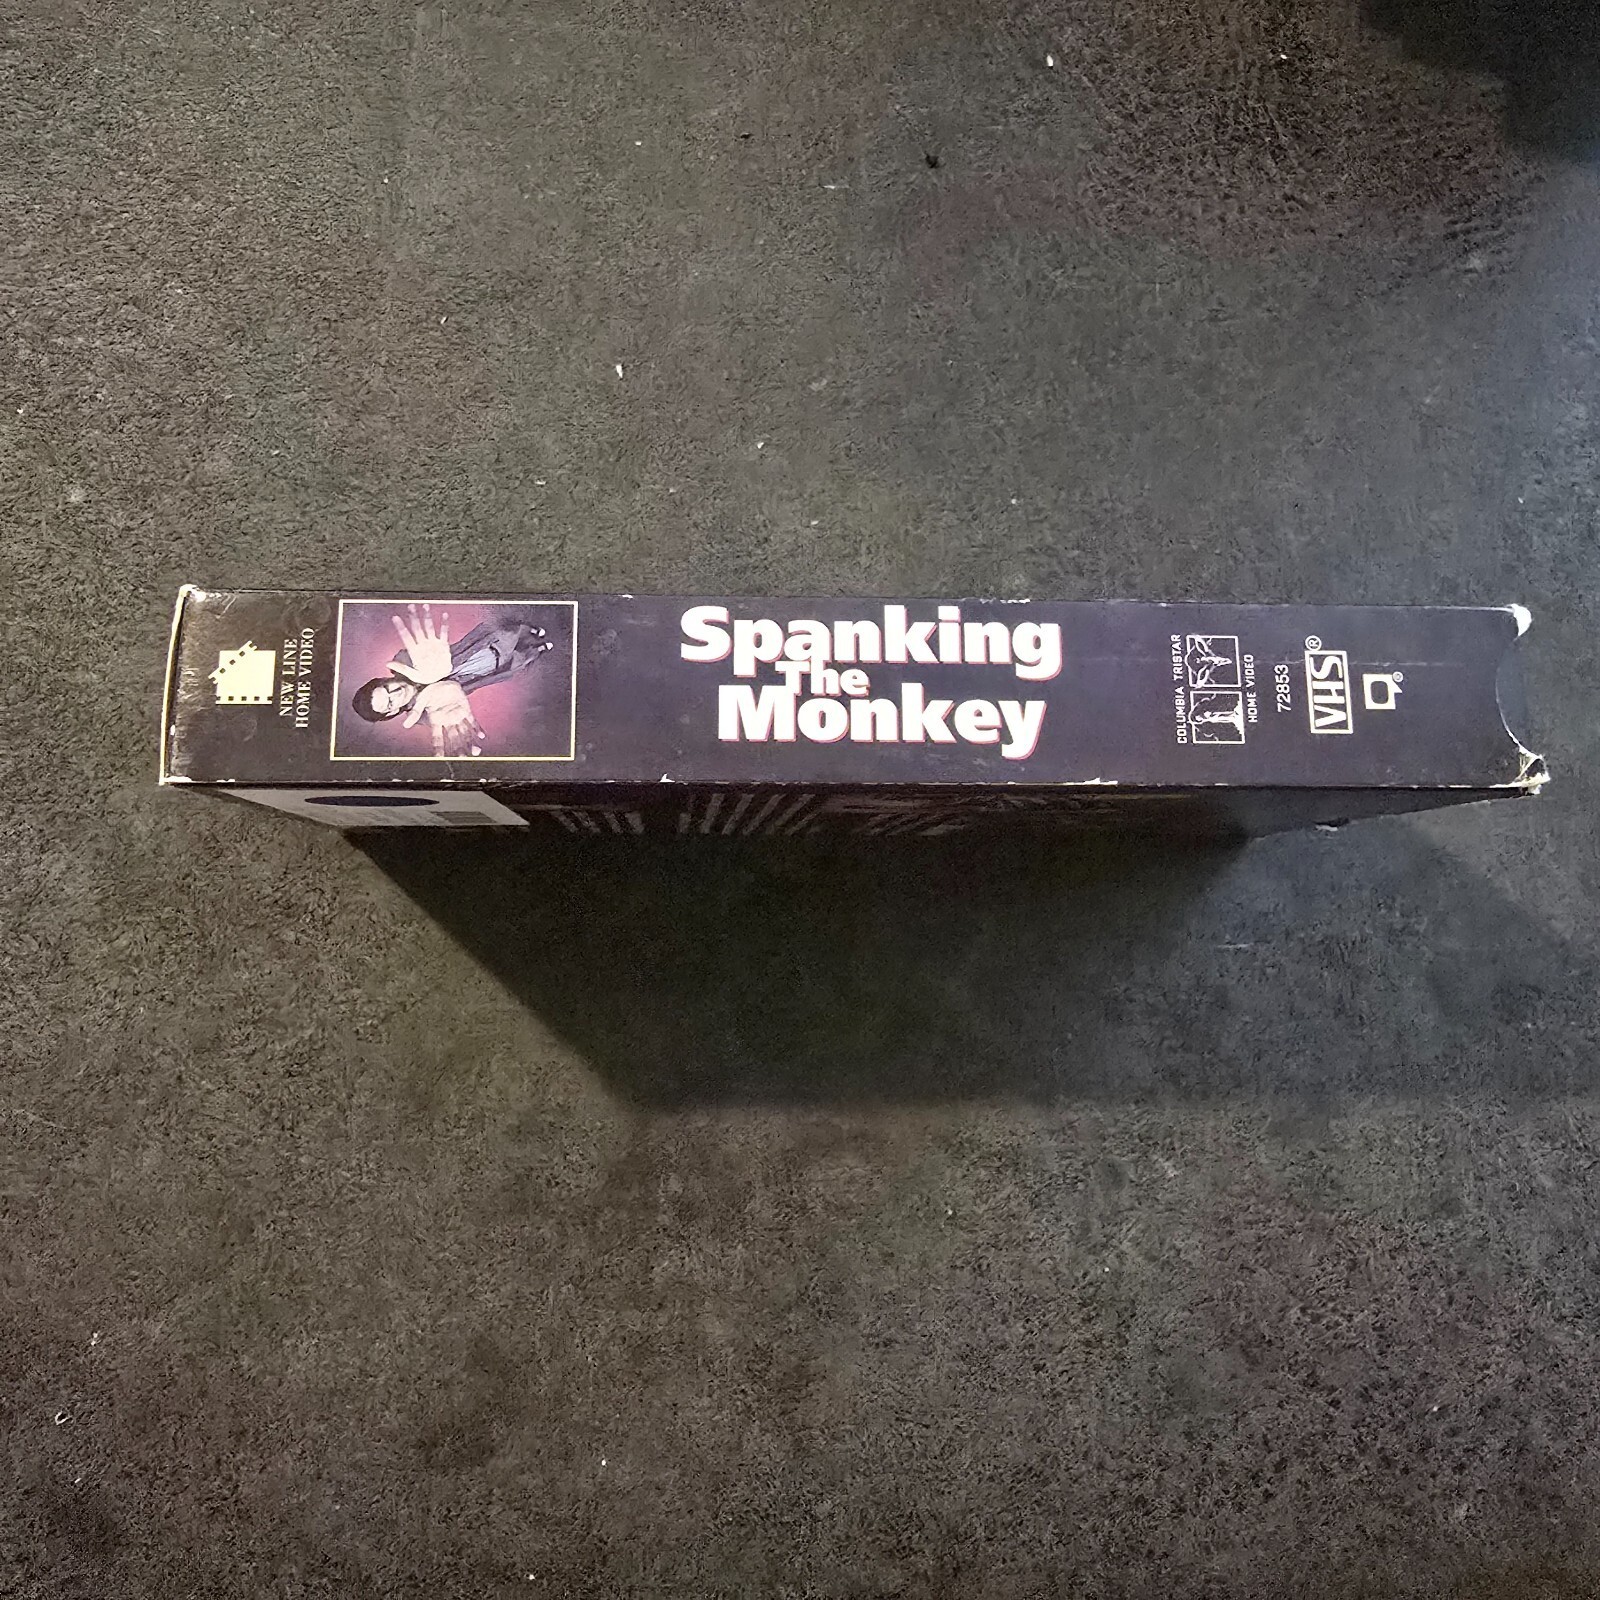 NEW LINE
HOME VIDEO
Spanking
The
Monkey
COLUMBIA TRISTAR
HOME VIDEO
72853
VHS®
®